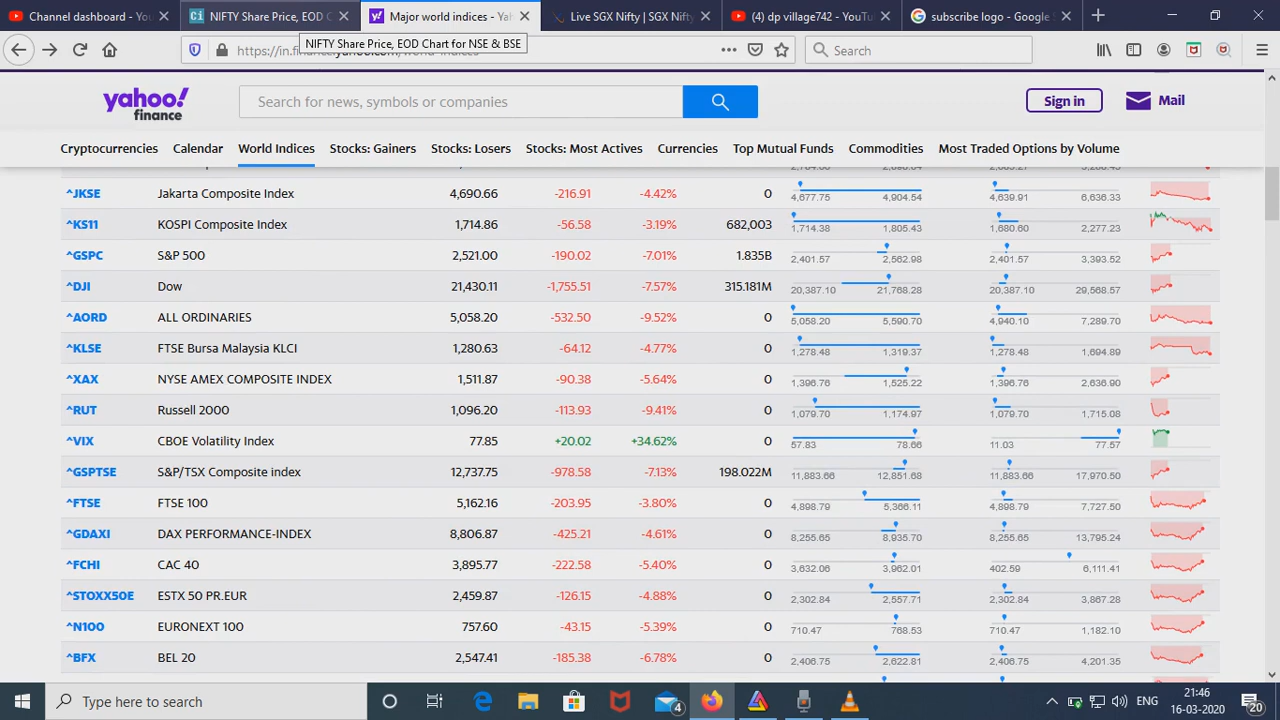 Channel dashboard - YouTu
NIFTY Share Price, EOD C
Major world indices - Yah
Live SGX Nifty | SGX Nifty
(4) dp village742 - YouTu
subscribe logo - Google S
NIFTY Share Price, EOD Chart for NSE & BSE
Search
yahoo!
finance
Search for news, symbols or companies
Sign in
Mail
Cryptocurrencies Calendar World Indices Stocks: Gainers Stocks: Losers Stocks: Most Actives Currencies Top Mutual Funds Commodities Most Traded Options by Volume
^JKSE Jakarta Composite Index 4,690.66 -216.91 -4.42% 0 4,677.75 4,904.54 4,639.91 6,636.33
^KS11 KOSPI Composite Index 1,714.86 -56.58 -3.19% 682,003 1,714.38 1,805.43 1,680.60 2,277.23
^GSPC S&P 500 2,521.00 -190.02 -7.01% 1.835B 2,401.57 2,562.98 2,401.57 3,393.52
^DJI Dow 21,430.11 -1,755.51 -7.57% 315.181M 20,387.10 21,768.28 20,387.10 29,568.57
^AORD ALL ORDINARIES 5,058.20 -532.50 -9.52% 0 5,058.20 5,590.70 4,940.10 7,289.70
^KLSE FTSE Bursa Malaysia KLCI 1,280.63 -64.12 -4.77% 0 1,278.48 1,319.37 1,278.48 1,694.89
^XAX NYSE AMEX COMPOSITE INDEX 1,511.87 -90.38 -5.64% 0 1,396.76 1,525.22 1,396.76 2,636.90
^RUT Russell 2000 1,096.20 -113.93 -9.41% 0 1,079.70 1,174.97 1,079.70 1,715.08
^VIX CBOE Volatility Index 77.85 +20.02 +34.62% 0 57.83 78.66 11.03 77.57
^GSPTSE S&P/TSX Composite index 12,737.75 -978.58 -7.13% 198.022M 11,883.66 12,851.68 11,883.66 17,970.50
^FTSE FTSE 100 5,162.16 -203.95 -3.80% 0 4,898.79 5,366.11 4,898.79 7,727.50
^GDAXI DAX PERFORMANCE-INDEX 8,806.87 -425.21 -4.61% 0 8,255.65 8,935.70 8,255.65 13,795.24
^FCHI CAC 40 3,895.77 -222.58 -5.40% 0 3,632.06 3,962.01 402.59 6,111.41
^STOXX50E ESTX 50 PR.EUR 2,459.87 -126.15 -4.88% 0 2,302.84 2,557.71 2,302.84 3,867.28
^N100 EURONEXT 100 757.60 -43.15 -5.39% 0 710.47 768.53 710.47 1,182.10
^BFX BEL 20 2,547.41 -185.38 -6.78% 0 2,406.75 2,622.81 2,406.75 4,201.35
Type here to search
4
ENG
21:46
16-03-2020
20